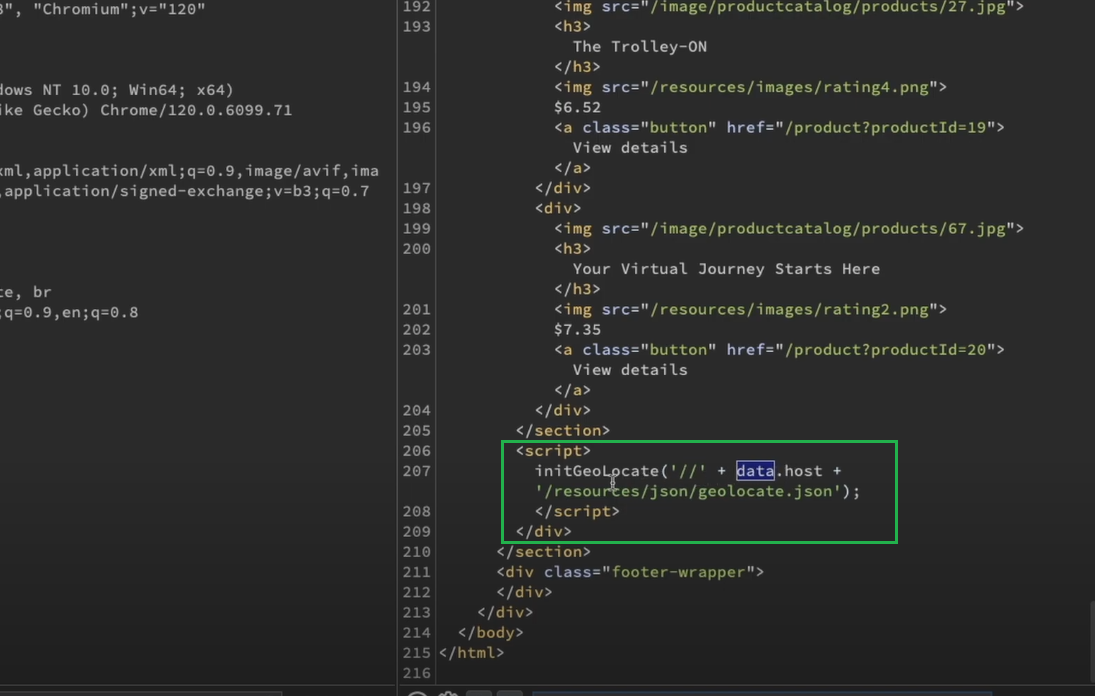 8", "Chromium";v="120"
dows NT 10.0; Win64; x64)
ike Gecko) Chrome/120.0.6099.71
xml,application/xml;q=0.9,image/avif,ima
,application/signed-exchange;v=b3;q=0.7
te, br
;q=0.9,en;q=0.8
192 <img src="/image/productcatalog/products/27.jpg">
193 <h3>
The Trolley-ON
</h3>
194 <img src="/resources/images/rating4.png">
195 $6.52
196 <a class="button" href="/product?productId=19">
View details
</a>
197 </div>
198 <div>
199 <img src="/image/productcatalog/products/67.jpg">
200 <h3>
Your Virtual Journey Starts Here
</h3>
201 <img src="/resources/images/rating2.png">
202 $7.35
203 <a class="button" href="/product?productId=20">
View details
</a>
204 </div>
205 </section>
206 <script>
207 initGeoLocate('//' + data.host +
'/resources/json/geolocate.json');
208 </script>
209 </div>
210 </section>
211 <div class="footer-wrapper">
212 </div>
213 </div>
214 </body>
215 </html>
216